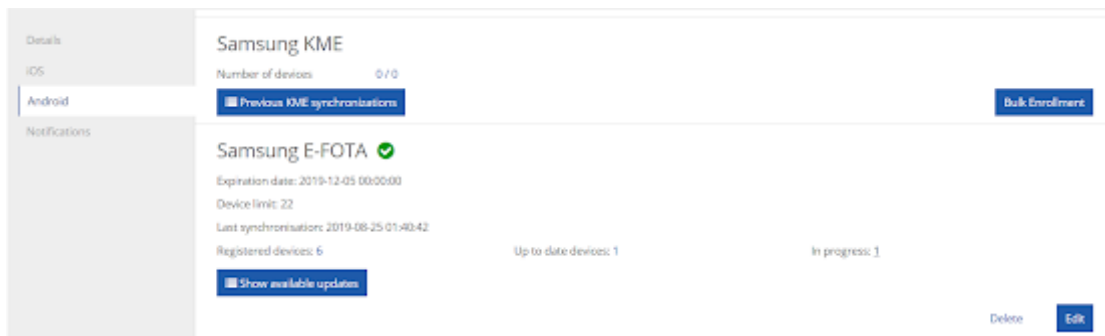 Details
iOS
Android
Notifications
Samsung KME
Number of devices 0 / 0
Previous KME synchronizations
Bulk Enrollment
Samsung E-FOTA
Expiration date: 2019-12-05 00:00:00
Device limit: 22
Last synchronisation: 2019-08-25 01:40:42
Registered devices: 6 Up to date devices: 1 In progress: 1
Show available updates
Delete Edit